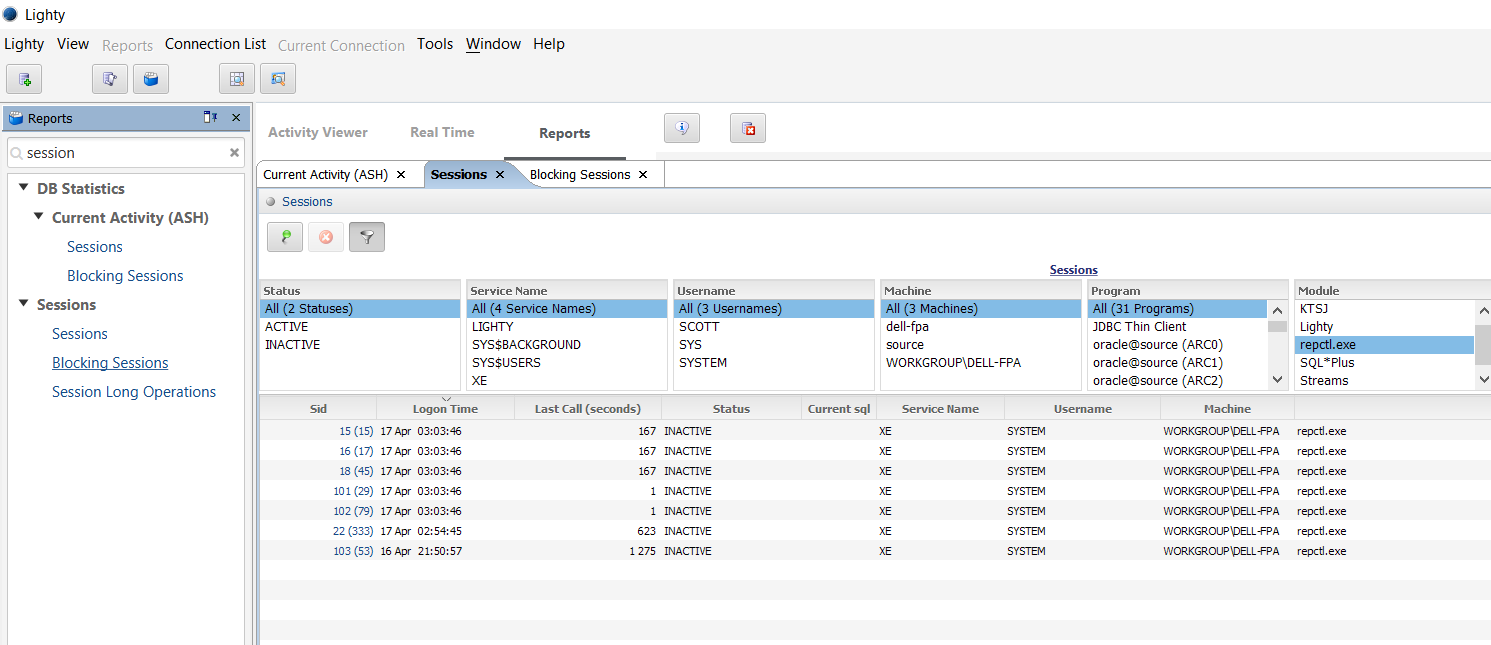 Lighty
Lighty View Reports Connection List Current Connection Tools Window Help
Reports
session
DB Statistics
Current Activity (ASH)
Sessions
Blocking Sessions
Sessions
Sessions
Blocking Sessions
Session Long Operations
Activity Viewer Real Time Reports
Current Activity (ASH) Sessions Blocking Sessions
Sessions
Sessions
Status Service Name Username Machine Program Module
All (2 Statuses) All (4 Service Names) All (3 Usernames) All (3 Machines) All (31 Programs) KTSJ
ACTIVE LIGHTY SCOTT dell-fpa JDBC Thin Client Lighty
INACTIVE SYS$BACKGROUND SYS source oracle@source (ARC0) repctl.exe
SYS$USERS SYSTEM WORKGROUP\DELL-FPA oracle@source (ARC1) SQL*Plus
XE oracle@source (ARC2) Streams
Sid Logon Time Last Call (seconds) Status Current sql Service Name Username Machine
15 (15) 17 Apr 03:03:46 167 INACTIVE XE SYSTEM WORKGROUP\DELL-FPA repctl.exe
16 (17) 17 Apr 03:03:46 167 INACTIVE XE SYSTEM WORKGROUP\DELL-FPA repctl.exe
18 (45) 17 Apr 03:03:46 167 INACTIVE XE SYSTEM WORKGROUP\DELL-FPA repctl.exe
101 (29) 17 Apr 03:03:46 1 INACTIVE XE SYSTEM WORKGROUP\DELL-FPA repctl.exe
102 (79) 17 Apr 03:03:46 1 INACTIVE XE SYSTEM WORKGROUP\DELL-FPA repctl.exe
22 (333) 17 Apr 02:54:45 623 INACTIVE XE SYSTEM WORKGROUP\DELL-FPA repctl.exe
103 (53) 16 Apr 21:50:57 1 275 INACTIVE XE SYSTEM WORKGROUP\DELL-FPA repctl.exe